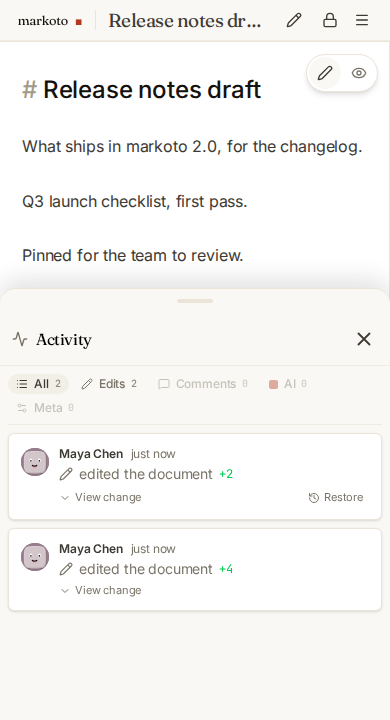 markoto
Release notes dr...
# Release notes draft
What ships in markoto 2.0, for the changelog.
Q3 launch checklist, first pass.
Pinned for the team to review.
Activity
All 2 Edits 2 Comments 0 AI 0
Meta 0
Maya Chen just now
edited the document +2
View change Restore
Maya Chen just now
edited the document +4
View change